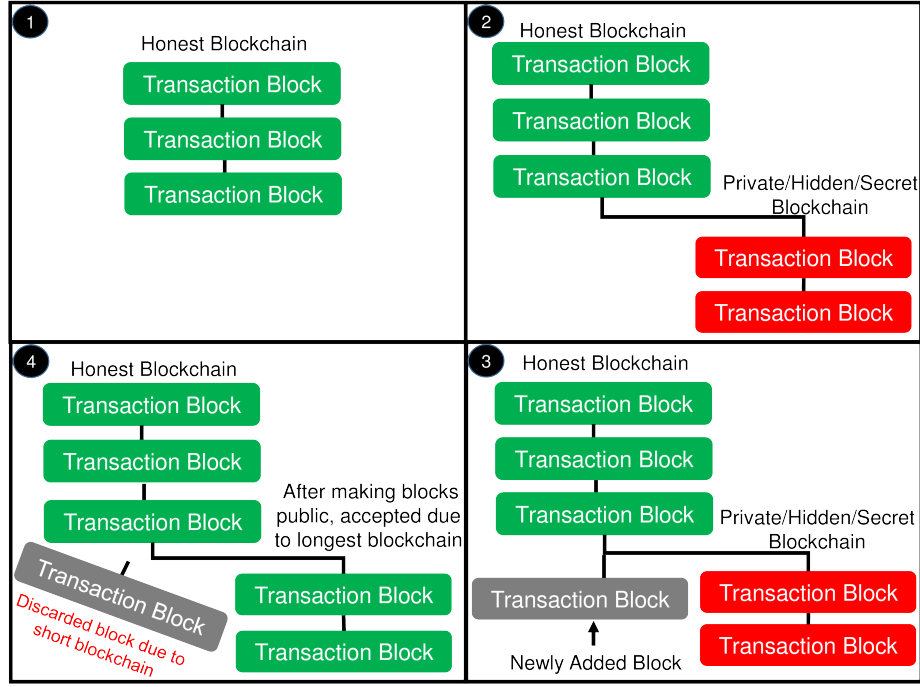 1
Honest Blockchain
Transaction Block
Transaction Block
Transaction Block
2
Honest Blockchain
Transaction Block
Transaction Block
Transaction Block
Private/Hidden/Secret
Blockchain
Transaction Block
Transaction Block
3
Honest Blockchain
Transaction Block
Transaction Block
Transaction Block
Private/Hidden/Secret
Blockchain
Transaction Block
Transaction Block
Transaction Block
Newly Added Block
4
Honest Blockchain
Transaction Block
Transaction Block
Transaction Block
After making blocks
public, accepted due
to longest blockchain
Transaction Block
Discarded block due to
short blockchain
Transaction Block
Transaction Block